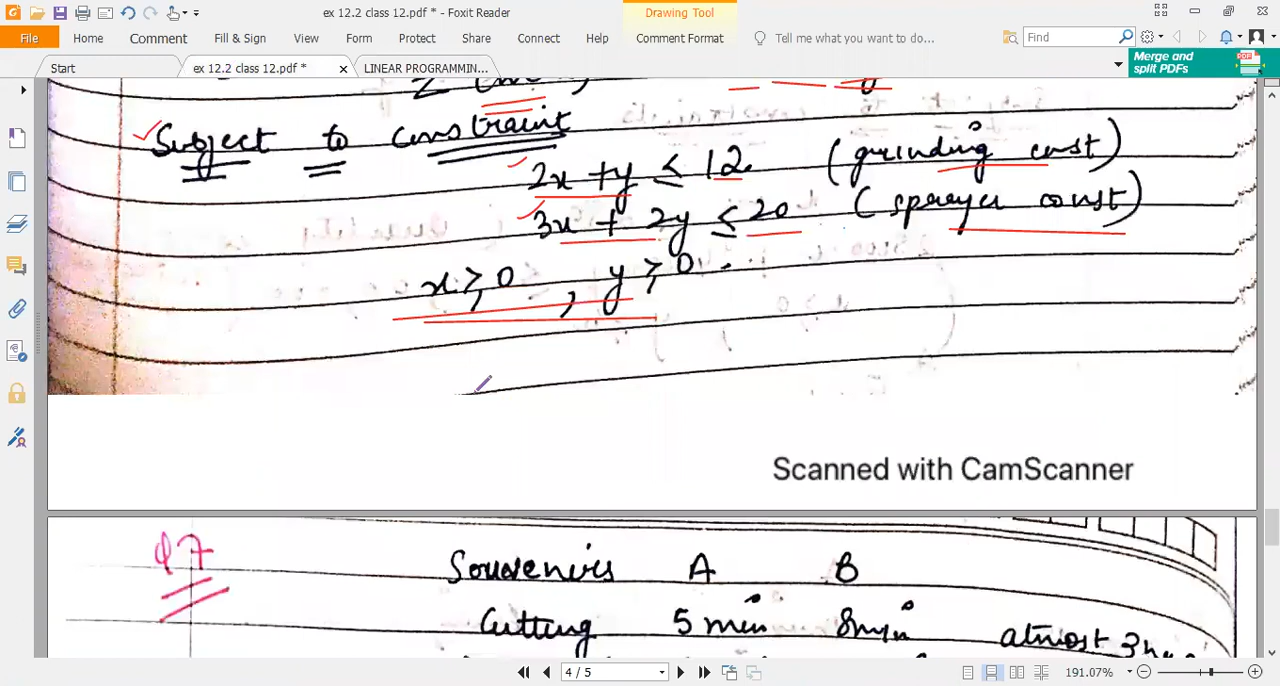 ex 12.2 class 12.pdf * - Foxit Reader
Drawing Tool
File Home Comment Fill & Sign View Form Protect Share Connect Help Comment Format Tell me what you want to do... Find
Start ex 12.2 class 12.pdf * LINEAR PROGRAMMIN... Merge and split PDFs
Subject to constraint
2x + y ≤ 12 (grinding const)
3x + 2y ≤ 20 (sprayer const)
x ≥ 0 , y ≥ 0 .
Scanned with CamScanner
Q7
Souvenirs A B
Cutting 5 min 8 min atmost 3
4 / 5 191.07%